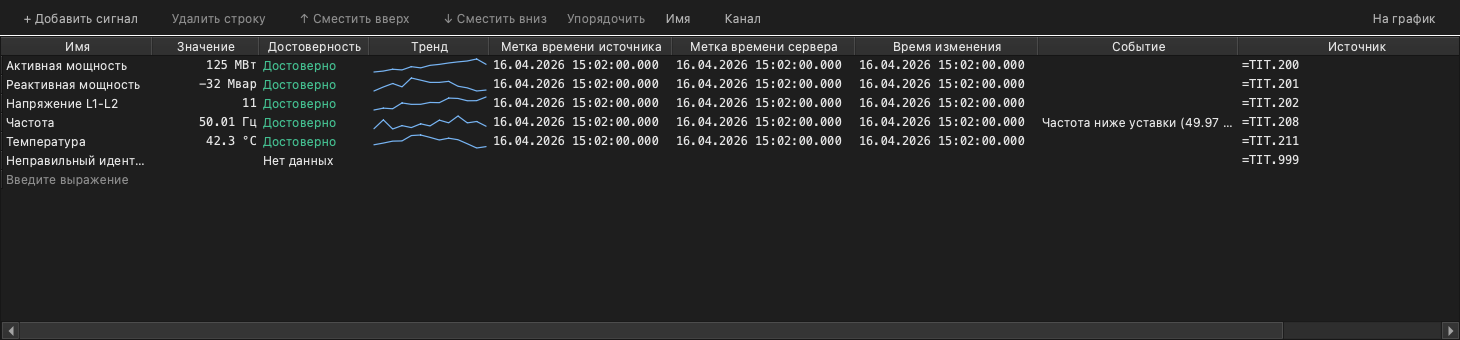 + Добавить сигнал Удалить строку ↑ Сместить вверх ↓ Сместить вниз Упорядочить Имя Канал На график
Имя Значение Достоверность Тренд Метка времени источника Метка времени сервера Время изменения Событие Источник
Активная мощность 125 МВт Достоверно 16.04.2026 15:02:00.000 16.04.2026 15:02:00.000 16.04.2026 15:02:00.000 =TIT.200
Реактивная мощность −32 Мвар Достоверно 16.04.2026 15:02:00.000 16.04.2026 15:02:00.000 16.04.2026 15:02:00.000 =TIT.201
Напряжение L1-L2 11 Достоверно 16.04.2026 15:02:00.000 16.04.2026 15:02:00.000 16.04.2026 15:02:00.000 =TIT.202
Частота 50.01 Гц Достоверно 16.04.2026 15:02:00.000 16.04.2026 15:02:00.000 16.04.2026 15:02:00.000 Частота ниже уставки (49.97 ... =TIT.208
Температура 42.3 °C Достоверно 16.04.2026 15:02:00.000 16.04.2026 15:02:00.000 16.04.2026 15:02:00.000 =TIT.211
Неправильный идент... Нет данных =TIT.999
Введите выражение